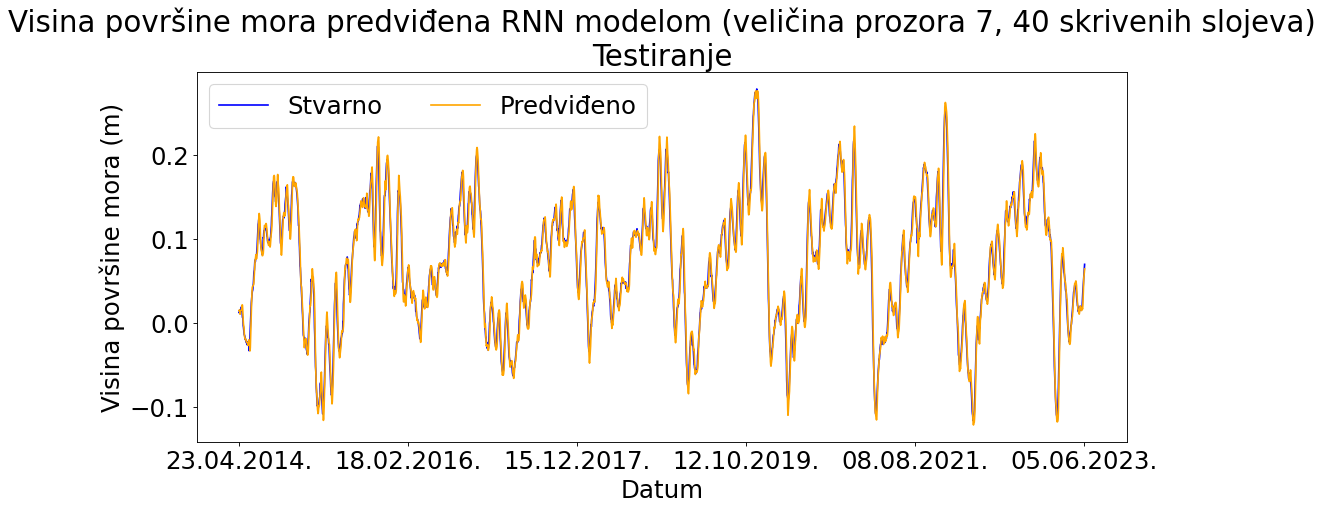 Visina površine mora predviđena RNN modelom (veličina prozora 7, 40 skrivenih slojeva)
Testiranje
Stvarno
Predviđeno
Visina površine mora (m)
0.2
0.1
0.0
−0.1
23.04.2014.
18.02.2016.
15.12.2017.
12.10.2019.
08.08.2021.
05.06.2023.
Datum